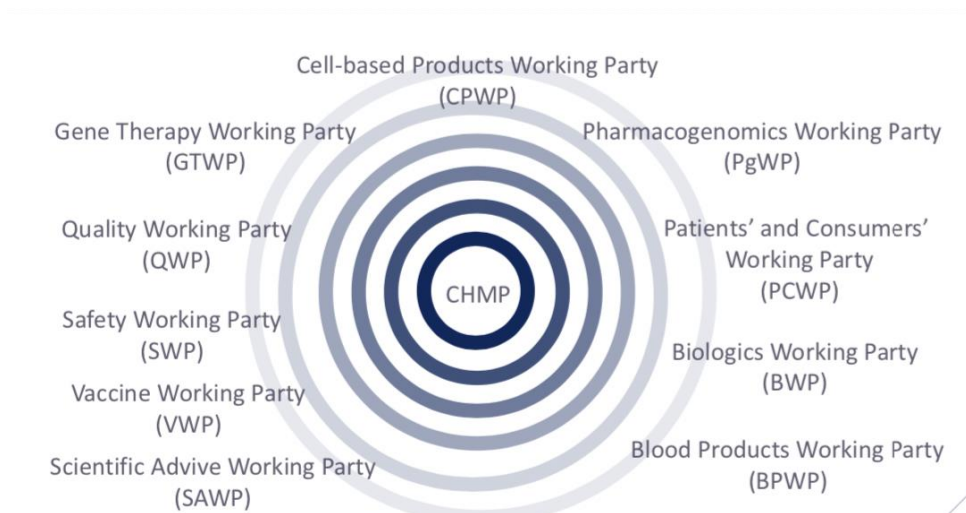 Cell-based Products Working Party
(CPWP)
Gene Therapy Working Party
(GTWP)
Pharmacogenomics Working Party
(PgWP)
Quality Working Party
(QWP)
Patients’ and Consumers’
Working Party
(PCWP)
CHMP
Safety Working Party
(SWP)
Biologics Working Party
(BWP)
Vaccine Working Party
(VWP)
Scientific Advive Working Party
(SAWP)
Blood Products Working Party
(BPWP)